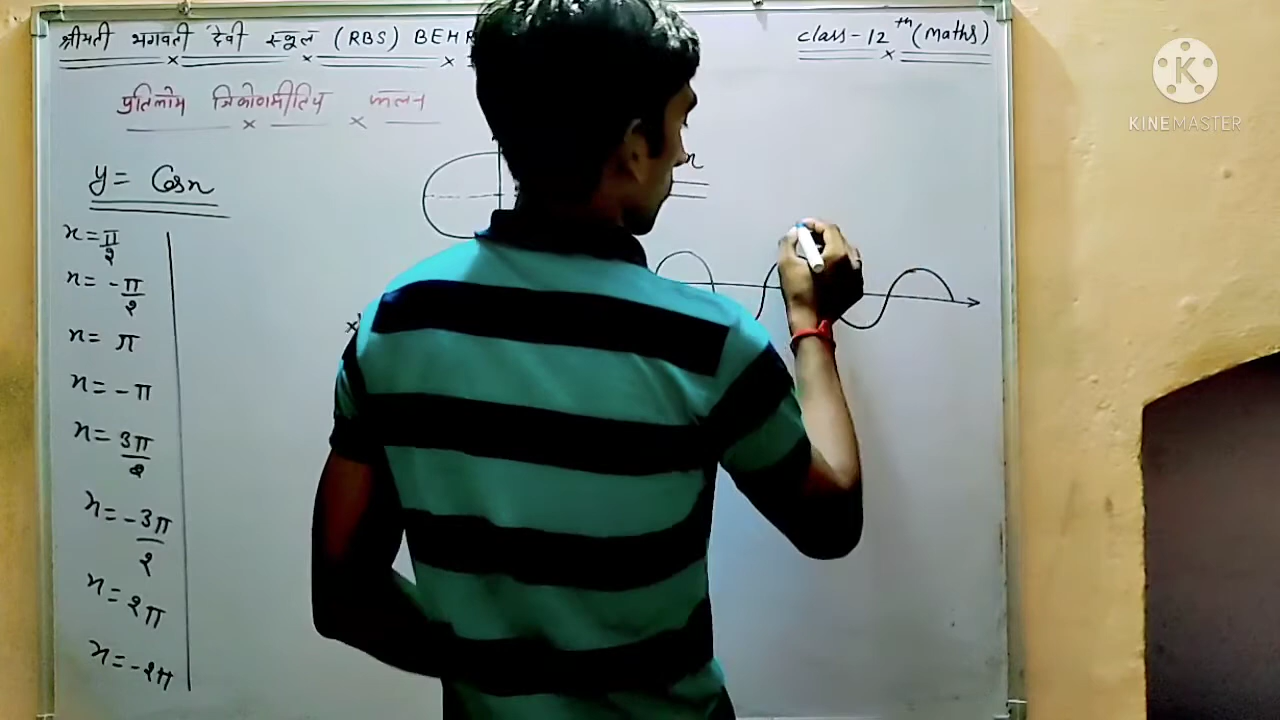 श्रीमती भगवती देवी स्कूल (RBS) BEHR
class-12th (Maths)
प्रतिलोम त्रिकोणमीतिय फलन
y = Cosx
x = π/2
x = -π/2
x = π
x = -π
x = 3π/2
x = -3π/2
x = 2π
x = -2π
K
KINEMASTER